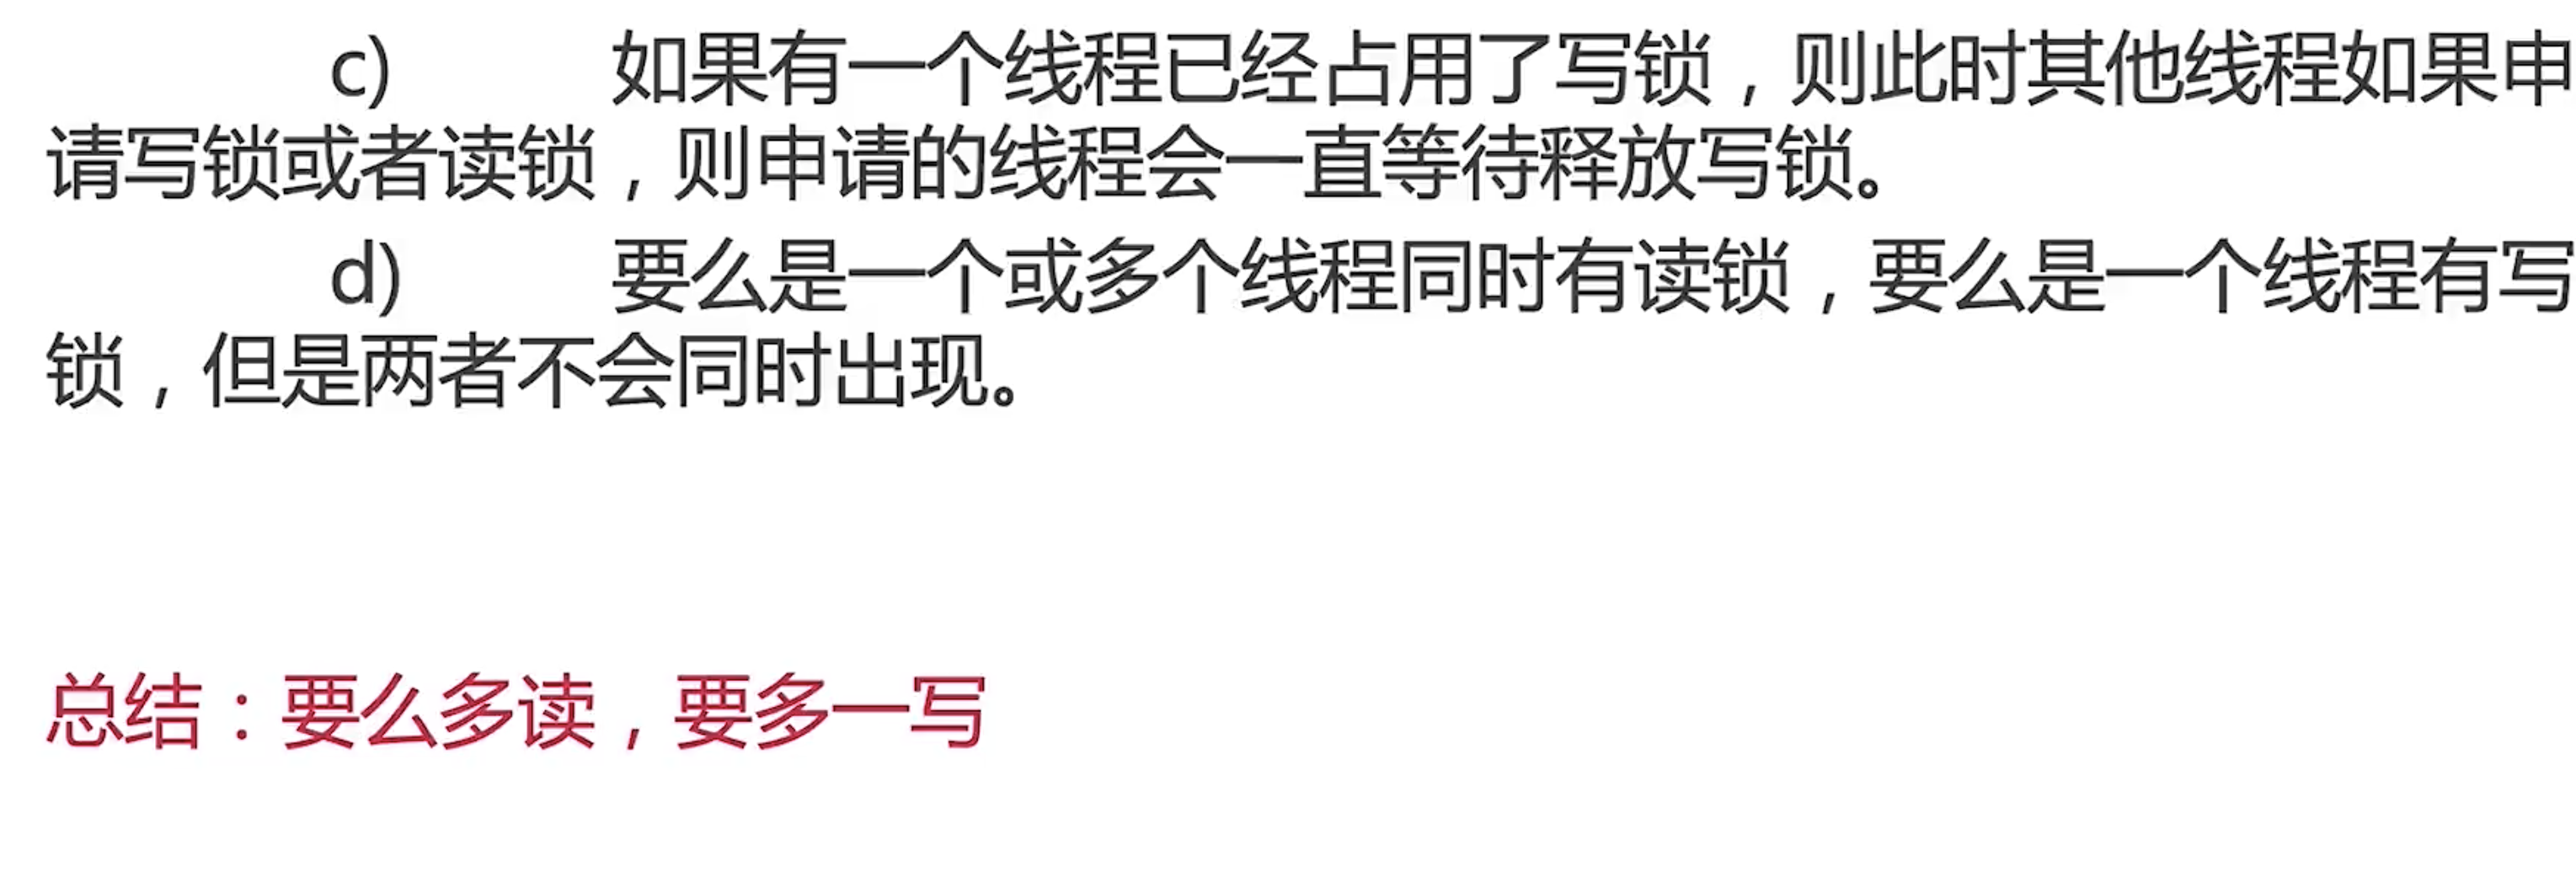 c) 如果有一个线程已经占用了写锁，则此时其他线程如果申
请写锁或者读锁，则申请的线程会一直等待释放写锁。
d) 要么是一个或多个线程同时有读锁，要么是一个线程有写
锁，但是两者不会同时出现。
总结：要么多读，要多一写